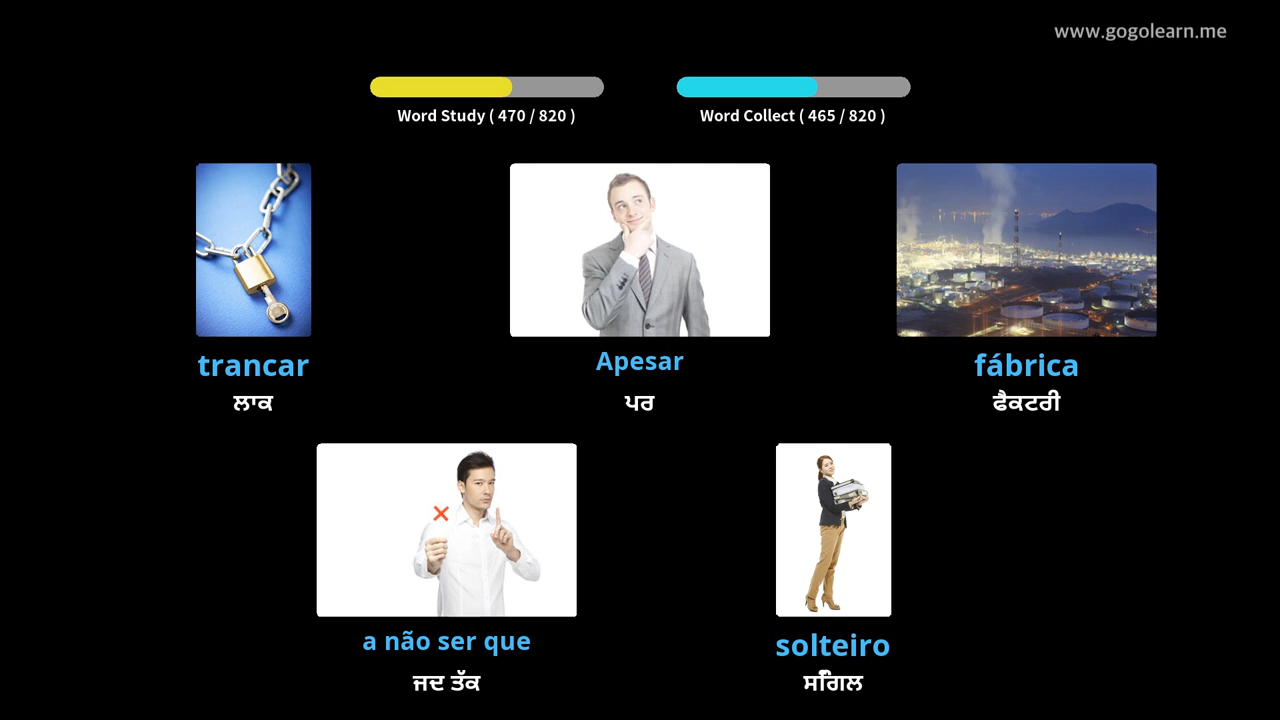 www.gogolearn.me
Word Study ( 470 / 820 )
Word Collect ( 465 / 820 )
trancar
ਲਾਕ
Apesar
ਪਰ
fábrica
ਫੈਕਟਰੀ
a não ser que
ਜਦ ਤੱਕ
solteiro
ਸਿੰਗਿਲ